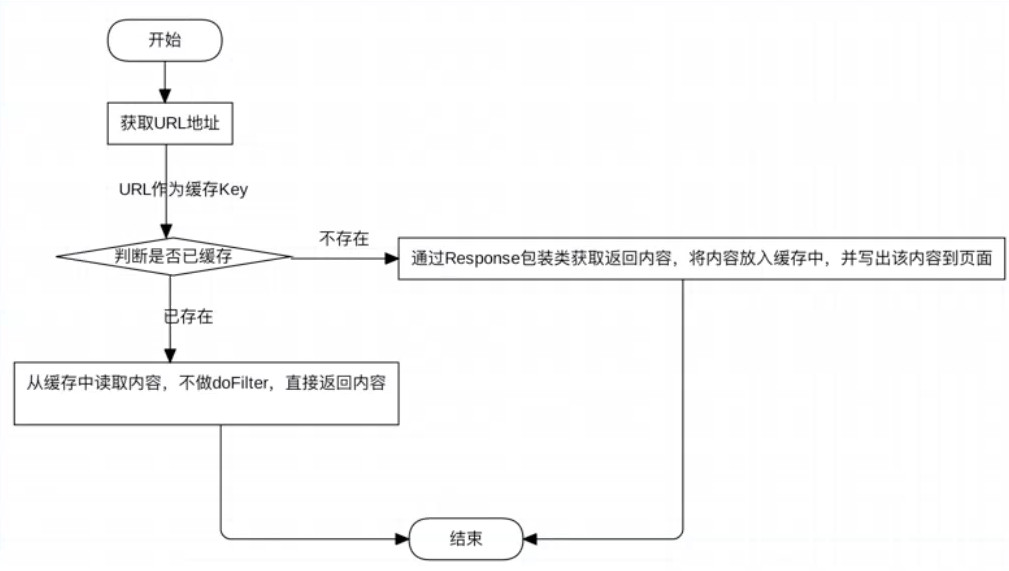 开始
获取URL地址
URL作为缓存Key
判断是否已缓存
不存在
通过Response包装类获取返回内容，将内容放入缓存中，并写出该内容到页面
已存在
从缓存中读取内容，不做doFilter，直接返回内容
结束